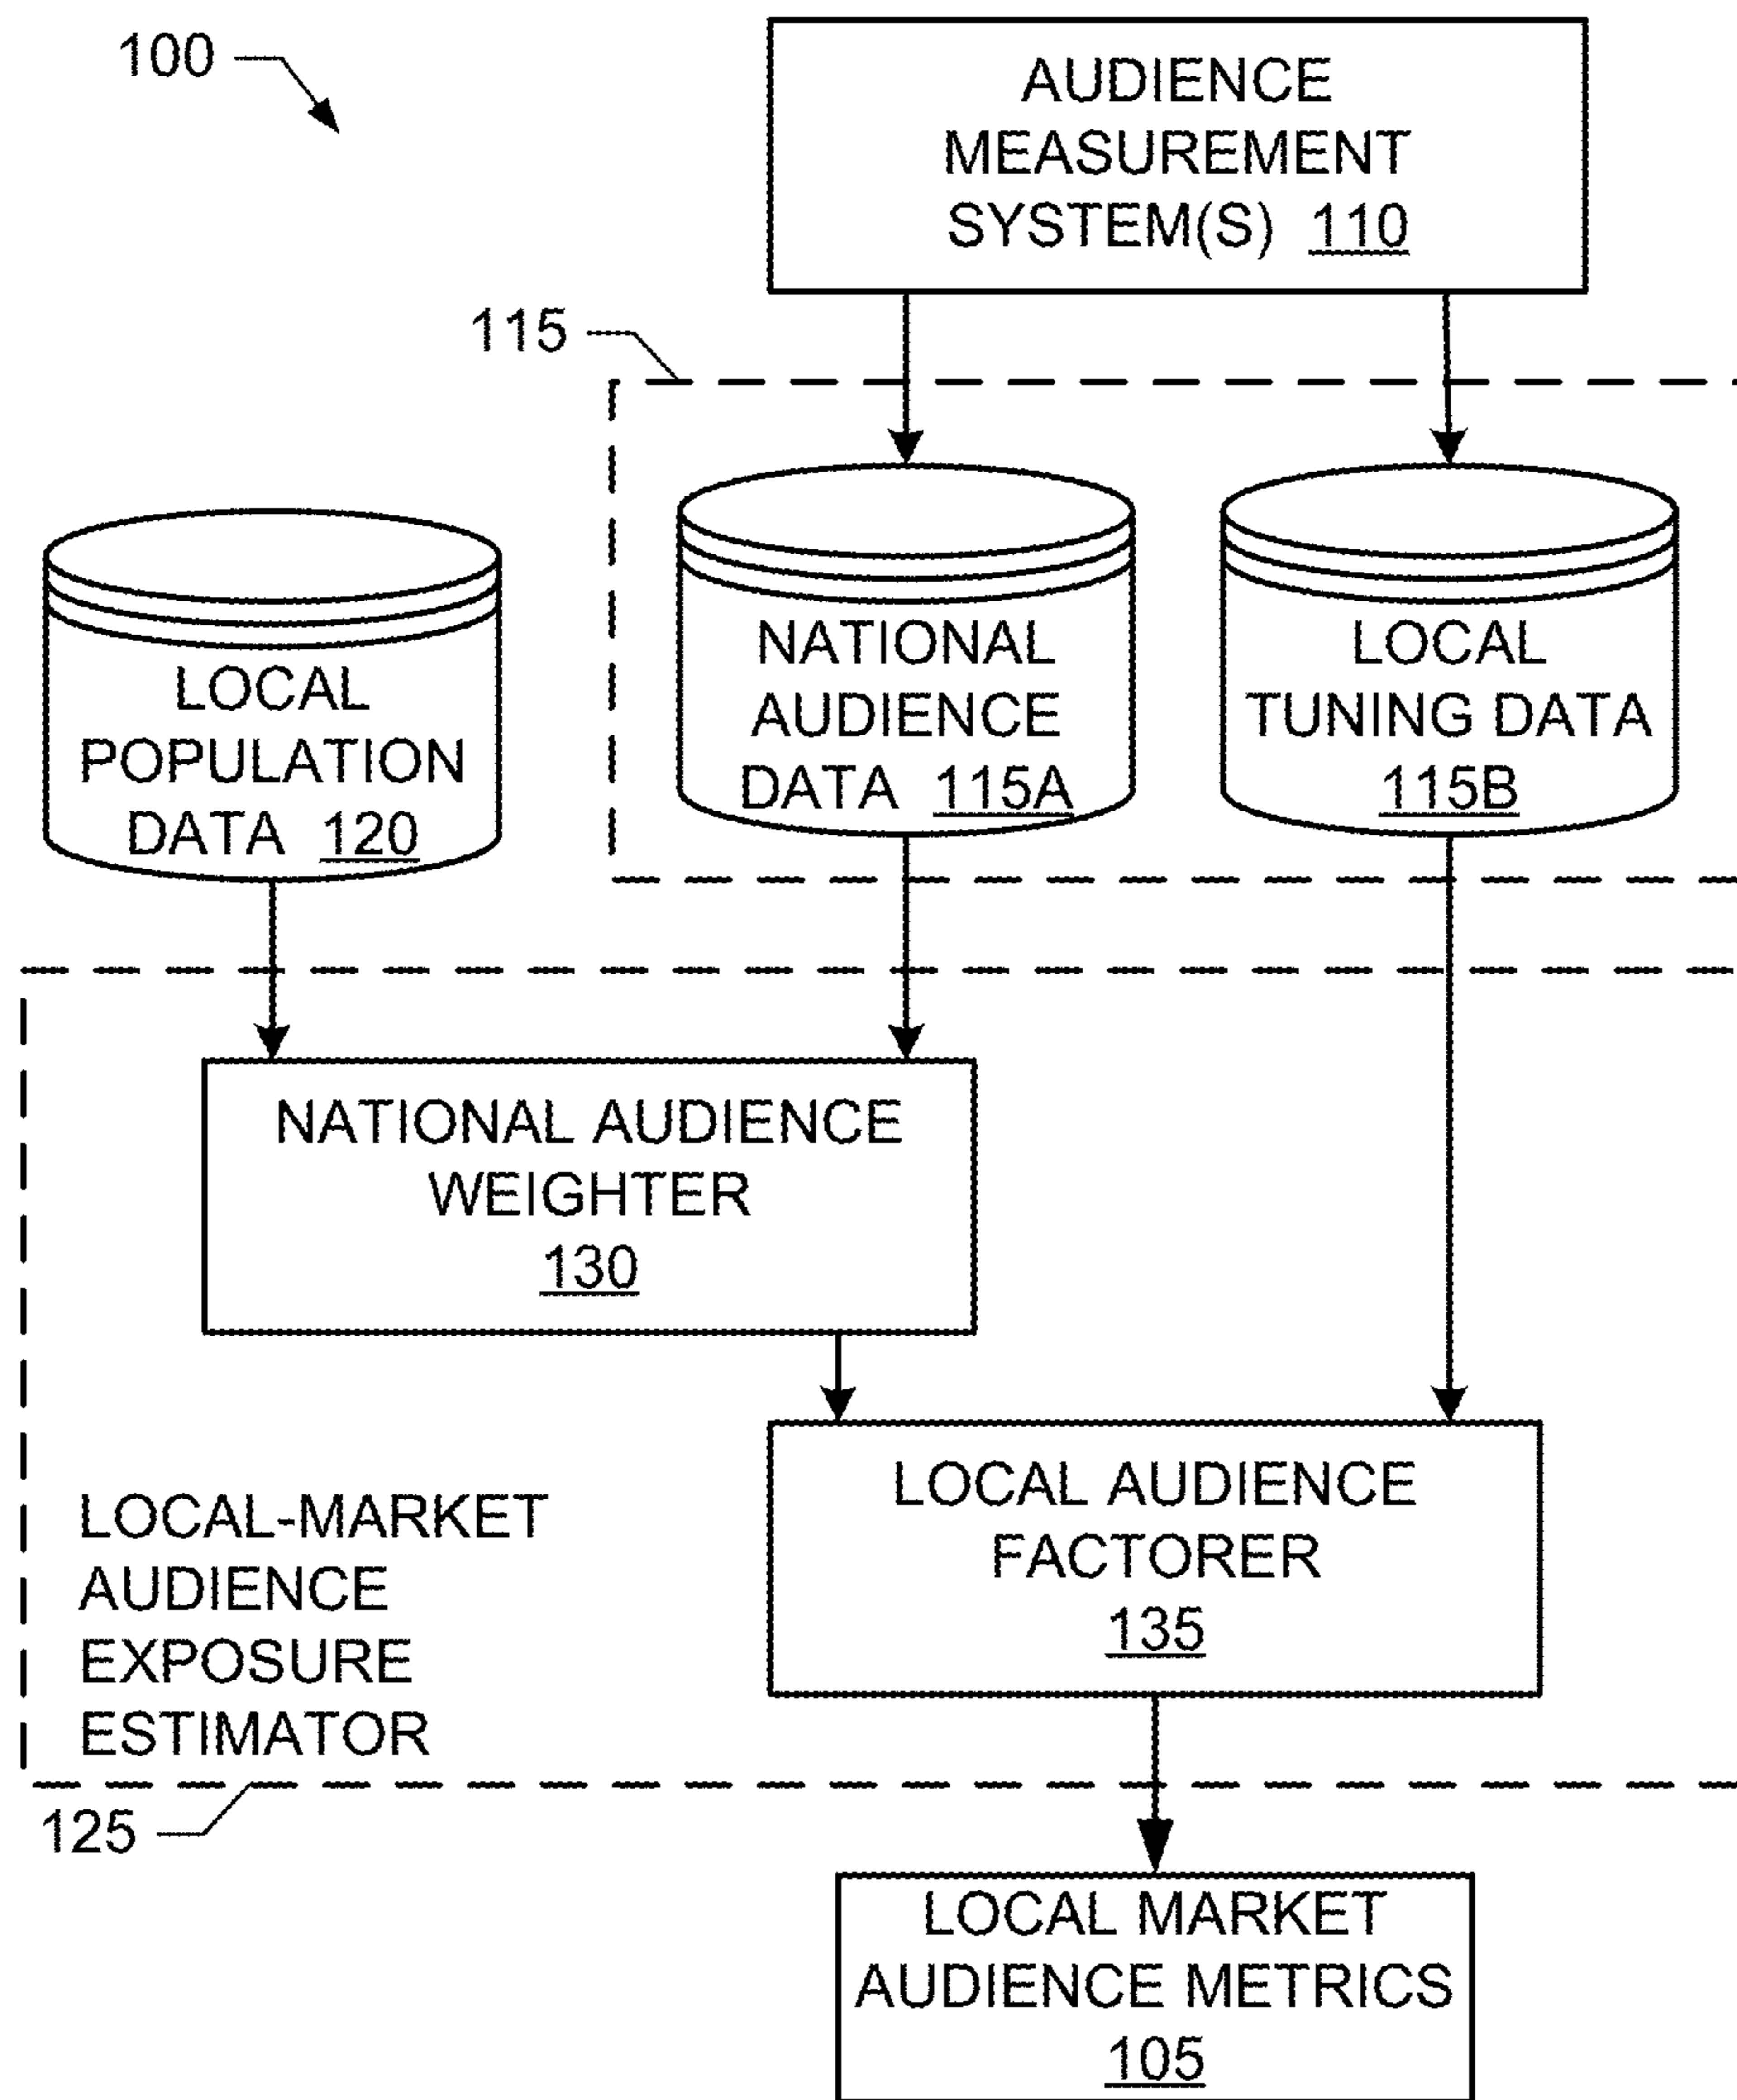 100
AUDIENCE
MEASUREMENT
SYSTEM(S) 110
115
LOCAL
POPULATION
DATA 120
NATIONAL
AUDIENCE
DATA 115A
LOCAL
TUNING DATA
115B
NATIONAL AUDIENCE
WEIGHTER
130
LOCAL AUDIENCE
FACTORER
135
LOCAL-MARKET
AUDIENCE
EXPOSURE
ESTIMATOR
125
LOCAL MARKET
AUDIENCE METRICS
105